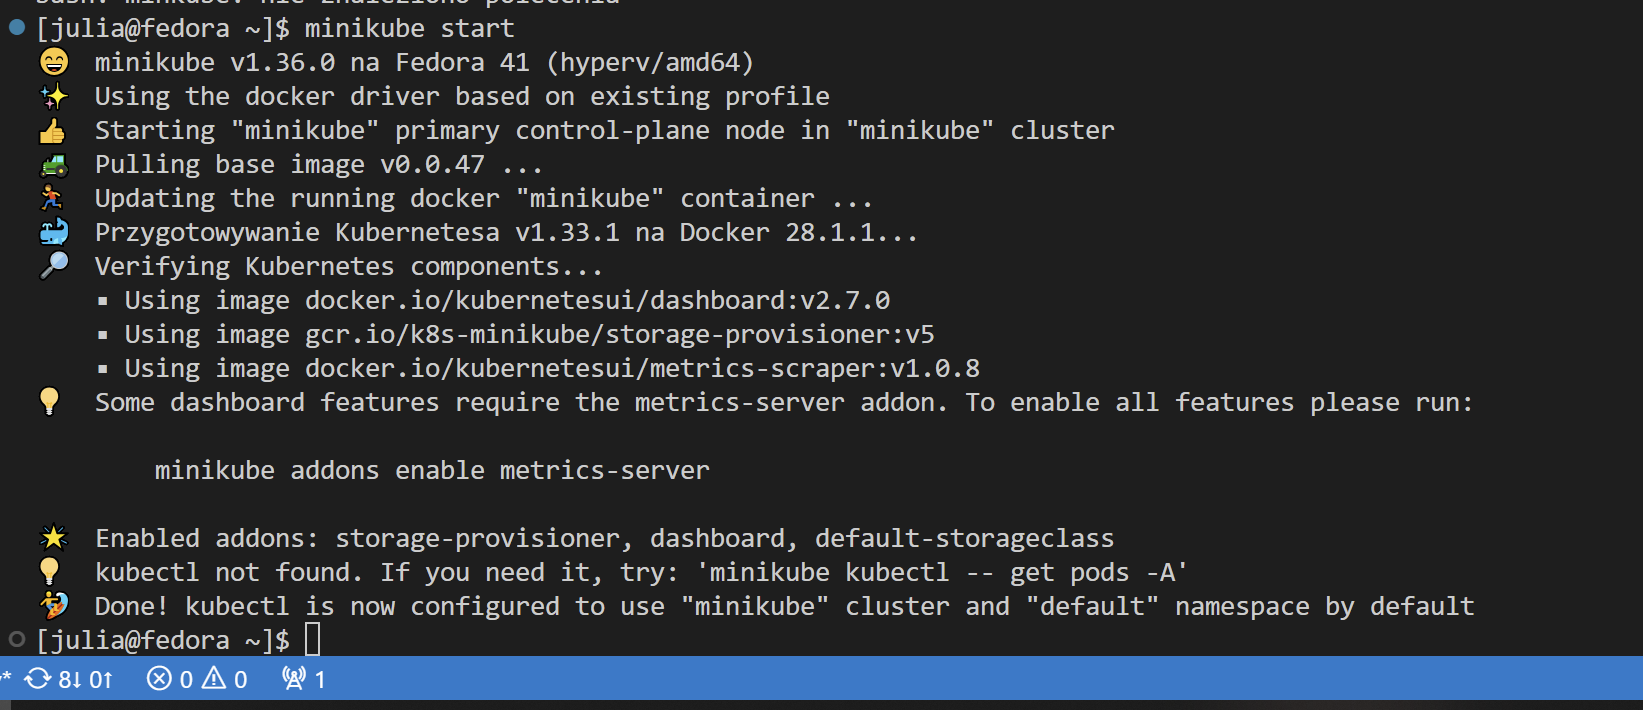 bash: minkube: nie znaleziono polecenia
[julia@fedora ~]$ minikube start
minikube v1.36.0 na Fedora 41 (hyperv/amd64)
Using the docker driver based on existing profile
Starting "minikube" primary control-plane node in "minikube" cluster
Pulling base image v0.0.47 ...
Updating the running docker "minikube" container ...
Przygotowywanie Kubernetesa v1.33.1 na Docker 28.1.1...
Verifying Kubernetes components...
▪ Using image docker.io/kubernetesui/dashboard:v2.7.0
▪ Using image gcr.io/k8s-minikube/storage-provisioner:v5
▪ Using image docker.io/kubernetesui/metrics-scraper:v1.0.8
Some dashboard features require the metrics-server addon. To enable all features please run:
minikube addons enable metrics-server
Enabled addons: storage-provisioner, dashboard, default-storageclass
kubectl not found. If you need it, try: 'minikube kubectl -- get pods -A'
Done! kubectl is now configured to use "minikube" cluster and "default" namespace by default
[julia@fedora ~]$
* 8↓ 0↑ 0 0 1